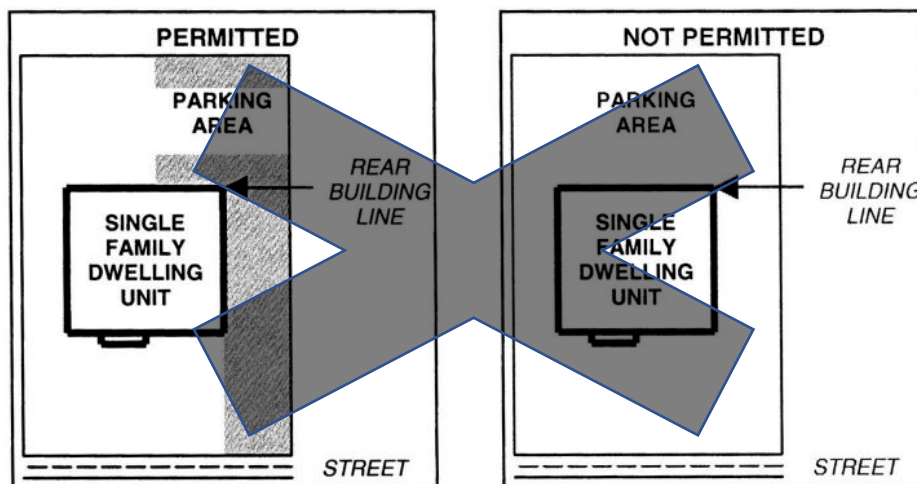 PERMITTED
PARKING
AREA
REAR
BUILDING
LINE
SINGLE
FAMILY
DWELLING
UNIT
STREET
NOT PERMITTED
PARKING
AREA
REAR
BUILDING
LINE
SINGLE
FAMILY
DWELLING
UNIT
STREET